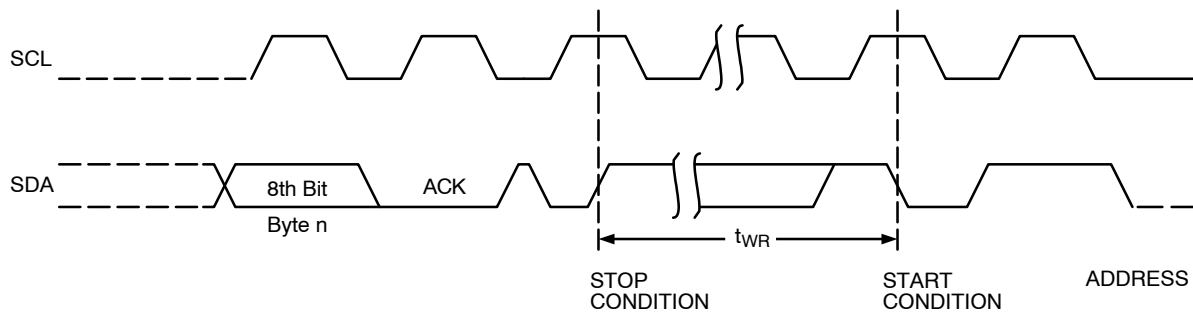 SCL
SDA
8th Bit
ACK
Byte n
tWR
STOP
CONDITION
START
CONDITION
ADDRESS